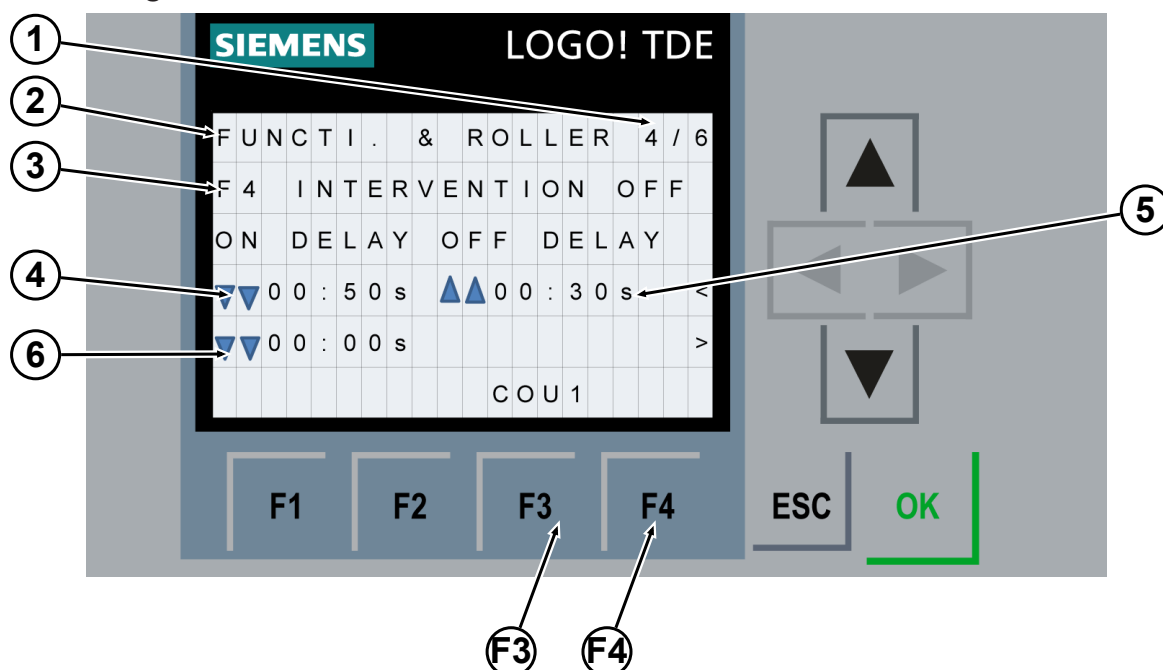 1
SIEMENS LOGO! TDE
2
FUNCTI. & ROLLER 4/6
3
F4 INTERVENTION OFF
5
ON DELAY OFF DELAY
4
00:50s 00:30s <
6
00:00s >
COU1
F1 F2 F3 F4 ESC OK
F3 F4